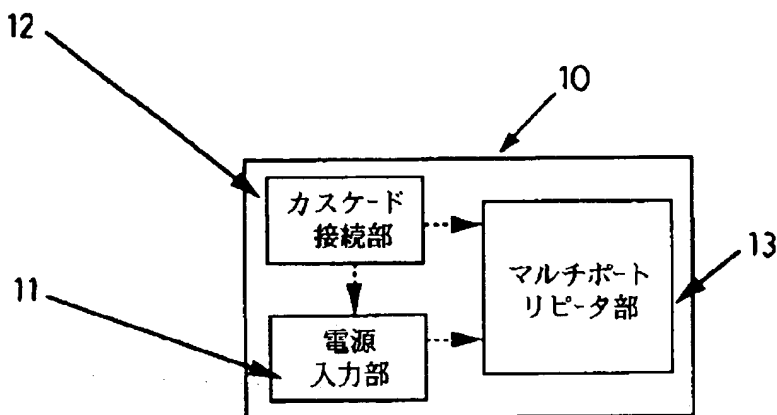 12
10
カスケード
接続部
マルチポート
リピータ部
13
11
電源
入力部